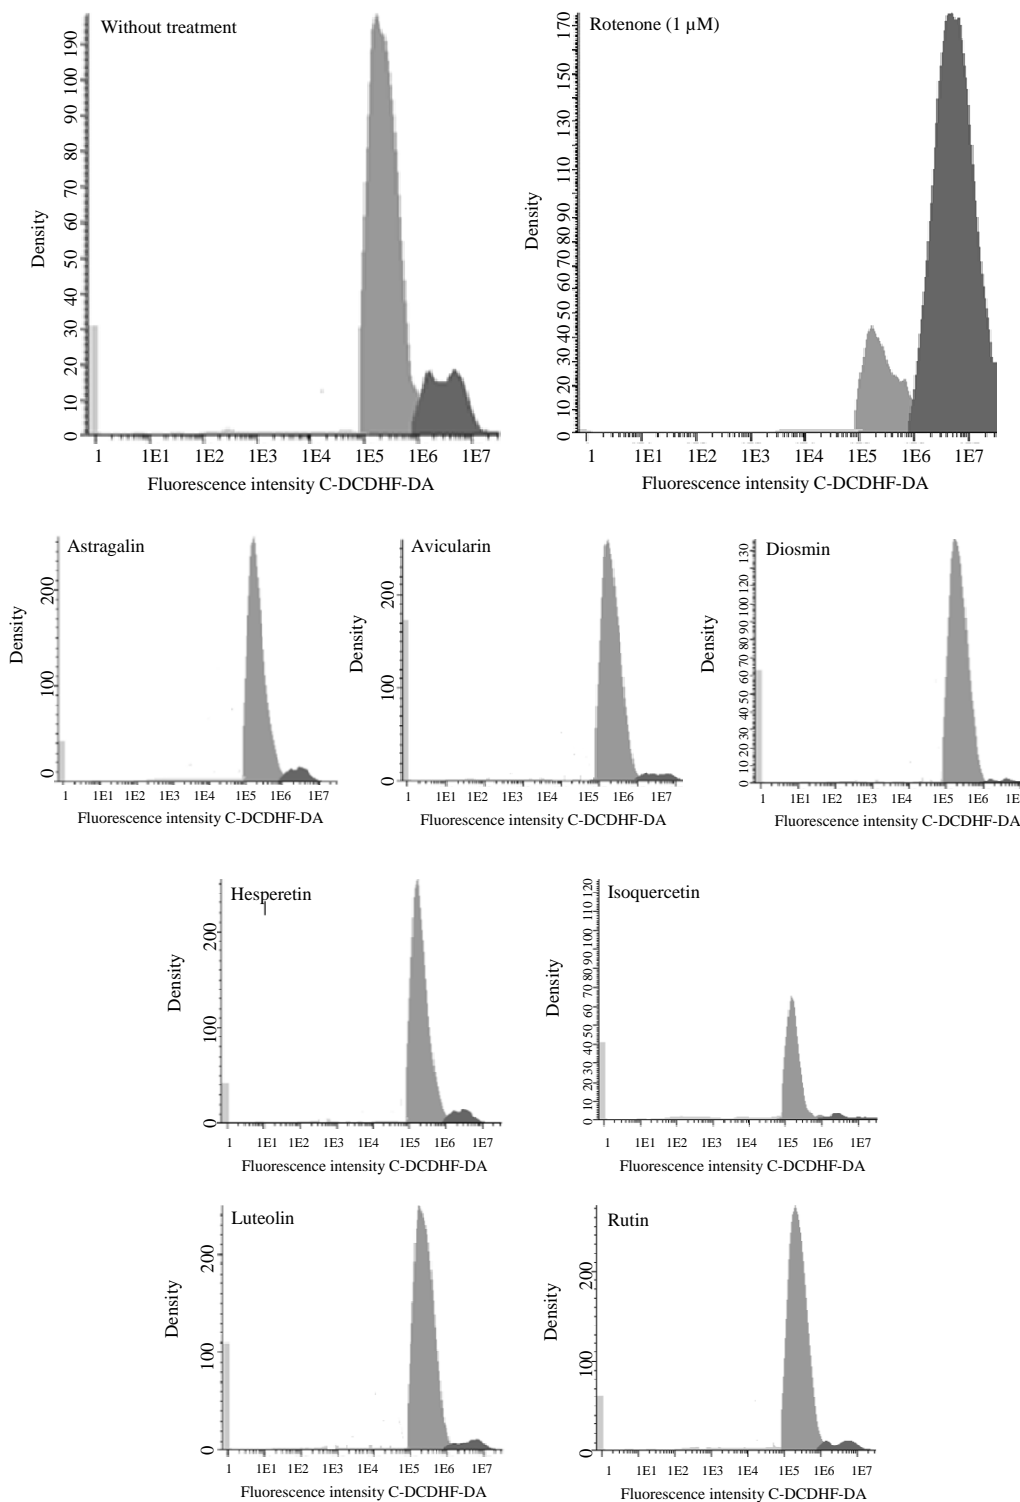 Without treatment
Density
190
100
90
80
70
60
50
40
30
20
10
0
1 1E1 1E2 1E3 1E4 1E5 1E6 1E7
Fluorescence intensity C-DCDHF-DA
Rotenone (1 µM)
Density
170
150
130
110
90
80
70
60
50
40
30
20
10
0
1 1E1 1E2 1E3 1E4 1E5 1E6 1E7
Fluorescence intensity C-DCDHF-DA
Astragalin
Density
200
100
0
1 1E1 1E2 1E3 1E4 1E5 1E6 1E7
Fluorescence intensity C-DCDHF-DA
Avicularin
Density
200
100
0
1 1E1 1E2 1E3 1E4 1E5 1E6 1E7
Fluorescence intensity C-DCDHF-DA
Diosmin
Density
130
120
110
100
90
80
70
60
50
40
30
20
10
0
1 1E1 1E2 1E3 1E4 1E5 1E6 1E
Fluorescence intensity C-DCDHF-DA
Hesperetin
Density
200
100
0
1 1E1 1E2 1E3 1E4 1E5 1E6 1E7
Fluorescence intensity C-DCDHF-DA
Isoquercetin
Density
120
110
100
90
80
70
60
50
40
30
20
10
0
1 1E1 1E2 1E3 1E4 1E5 1E6 1E7
Fluorescence intensity C-DCDHF-DA
Luteolin
Density
200
100
0
1 1E1 1E2 1E3 1E4 1E5 1E6 1E7
Fluorescence intensity C-DCDHF-DA
Rutin
Density
200
100
0
1 1E1 1E2 1E3 1E4 1E5 1E6 1E7
Fluorescence intensity C-DCDHF-DA